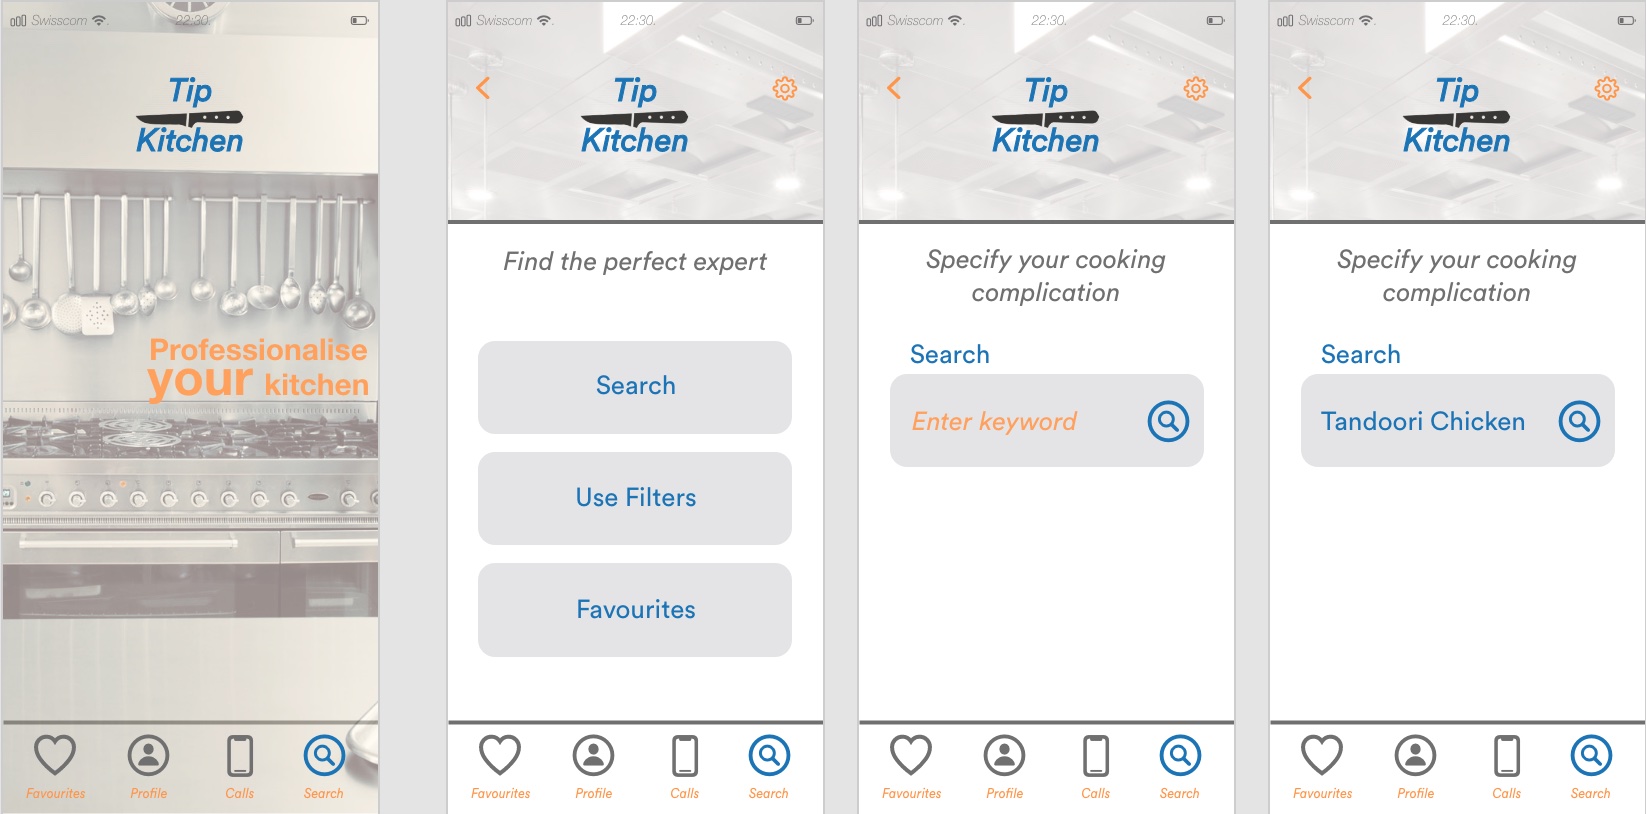 Swisscom
22:30.
Tip
Kitchen
Professionalise
your kitchen
Favourites
Profile
Calls
Search
Swisscom
22:30.
Tip
Kitchen
Find the perfect expert
Search
Use Filters
Favourites
Favourites
Profile
Calls
Search
Swisscom
22:30.
Tip
Kitchen
Specify your cooking
complication
Search
Enter keyword
Favourites
Profile
Calls
Search
Swisscom
22:30.
Tip
Kitchen
Specify your cooking
complication
Search
Tandoori Chicken
Favourites
Profile
Calls
Search